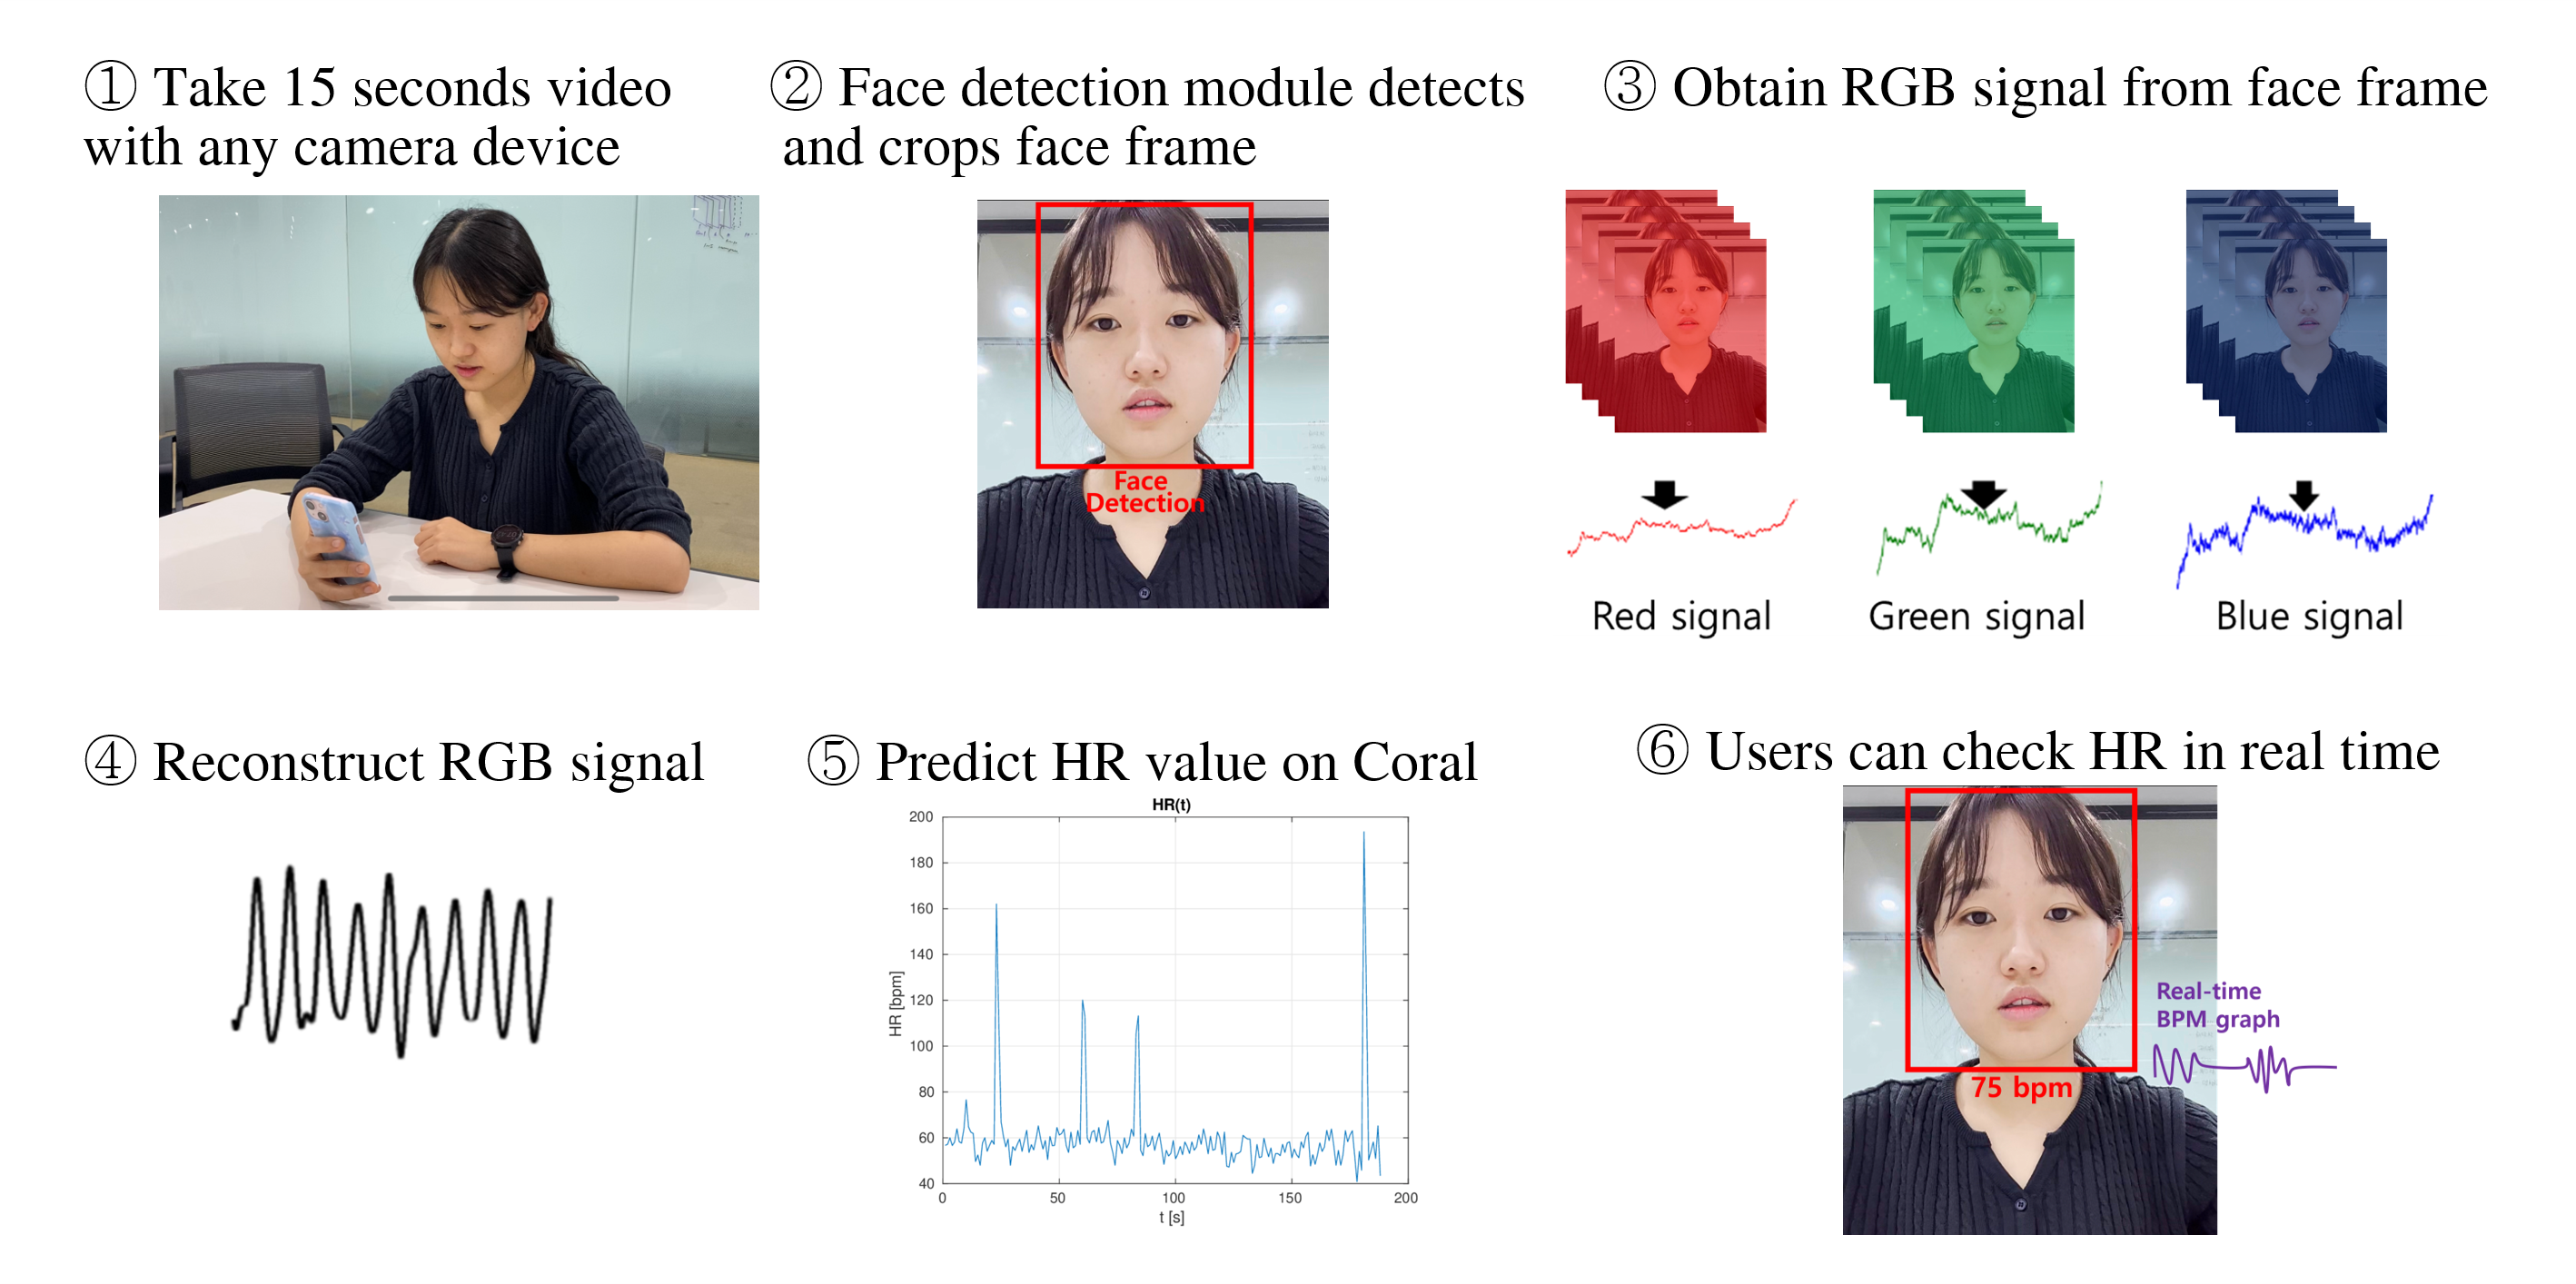 ① Take 15 seconds video
with any camera device
② Face detection module detects
and crops face frame
Face
Detection
③ Obtain RGB signal from face frame
Red signal
Green signal
Blue signal
④ Reconstruct RGB signal
⑤ Predict HR value on Coral
HR(t)
HR [bpm]
200
180
160
140
120
100
80
60
40
0
50
100
150
200
t [s]
⑥ Users can check HR in real time
Real-time
BPM graph
75 bpm